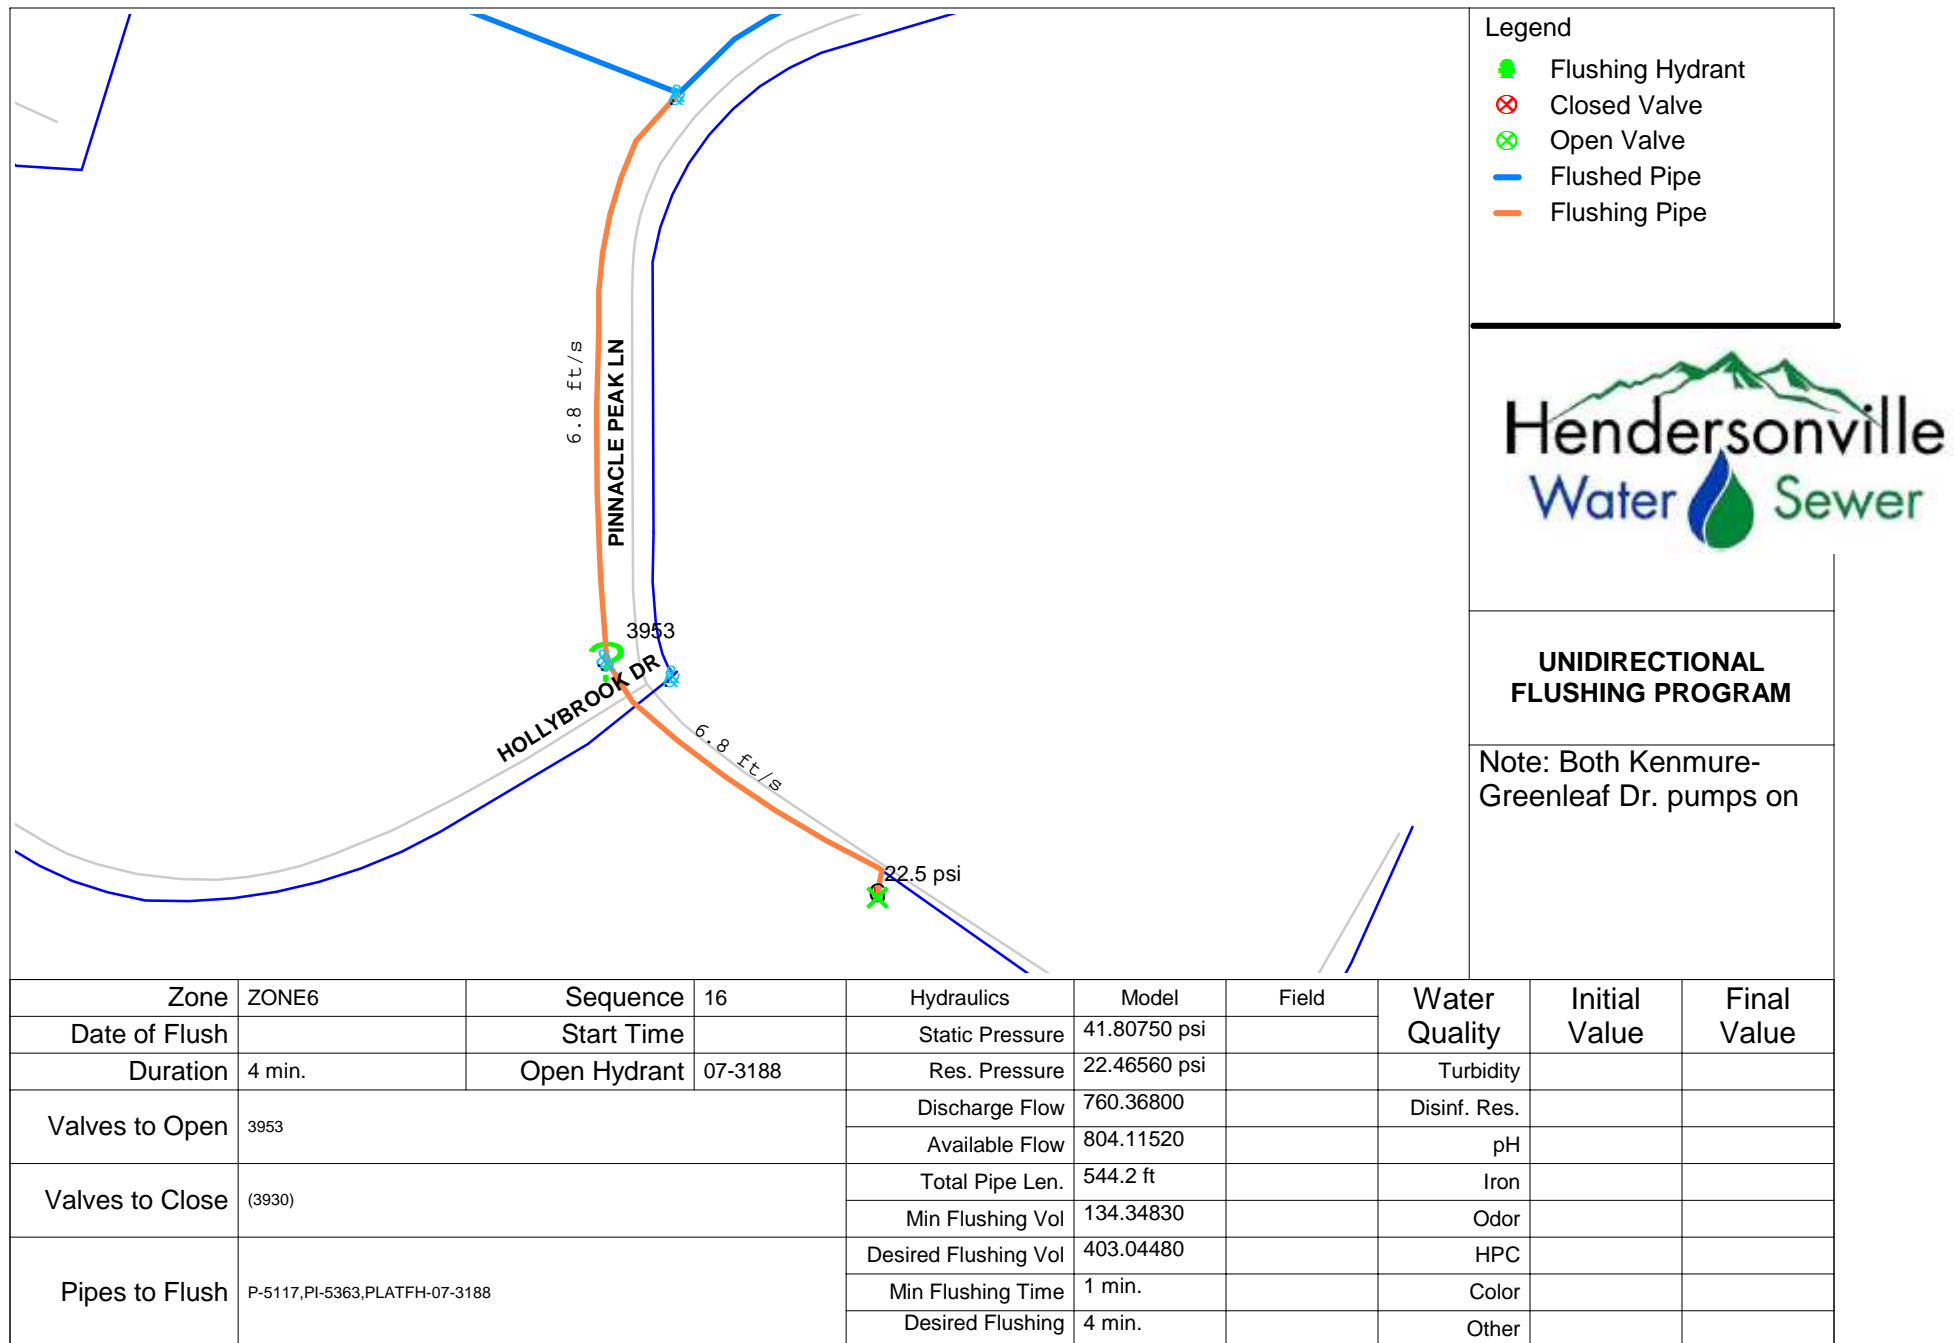 Legend
Flushing Hydrant
Closed Valve
Open Valve
Flushed Pipe
Flushing Pipe
6.8 ft/s
PINNACLE PEAK LN
3953
HOLLYBROOK DR
6.8 ft/s
22.5 psi
Hendersonville
Water Sewer
UNIDIRECTIONAL
FLUSHING PROGRAM
Note: Both Kenmure-
Greenleaf Dr. pumps on
Zone ZONE6 Sequence 16
Date of Flush Start Time
Duration 4 min. Open Hydrant 07-3188
Valves to Open 3953
Valves to Close (3930)
Pipes to Flush P-5117,PI-5363,PLATFH-07-3188
Hydraulics Model Field
Static Pressure 41.80750 psi
Res. Pressure 22.46560 psi
Discharge Flow 760.36800
Available Flow 804.11520
Total Pipe Len. 544.2 ft
Min Flushing Vol 134.34830
Desired Flushing Vol 403.04480
Min Flushing Time 1 min.
Desired Flushing 4 min.
Water Quality Initial Value Final Value
Turbidity
Disinf. Res.
pH
Iron
Odor
HPC
Color
Other